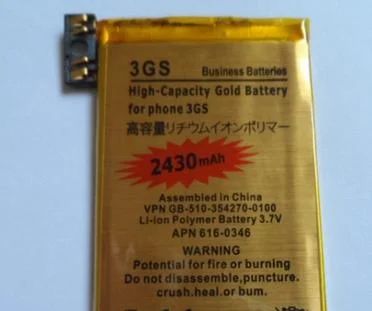 3GS Business Batteries
High-Capacity Gold Battery
for phone 3GS
高容量リチウムイオンポリマー
2430mAh
Assembled in China
VPN GB-510-354270-0100
LI-Ion Polymer Battery 3.7V
APN 616-0346
WARNING
Potential for fire or burning
Do not disassemble,puncture.
crush.heal.or bum.